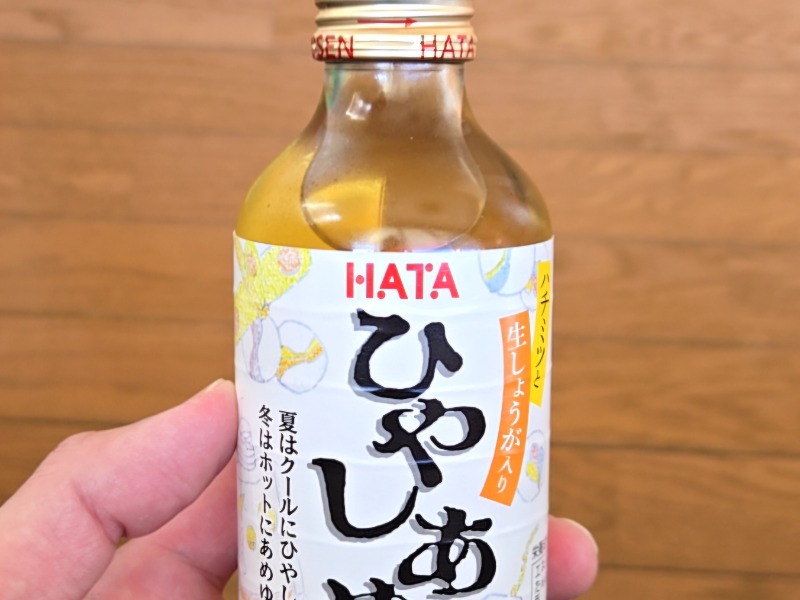 OSEN HATA
HATA
ハチミツと
生しょうが入り
ひやし
あ
夏はクールにひやし
冬はホットにあめゆ